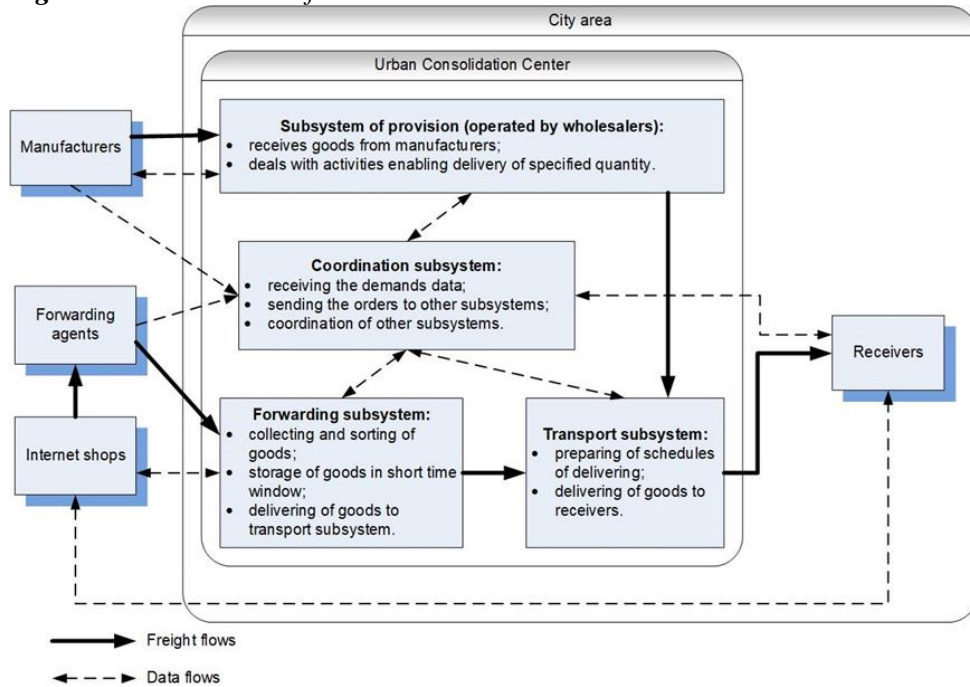 City area
Urban Consolidation Center
Subsystem of provision (operated by wholesalers):
• receives goods from manufacturers;
• deals with activities enabling delivery of specified quantity.
Manufacturers
Coordination subsystem:
• receiving the demands data;
• sending the orders to other subsystems;
• coordination of other subsystems.
Forwarding
agents
Receivers
Forwarding subsystem:
• collecting and sorting of
goods;
• storage of goods in short time
window;
• delivering of goods to
transport subsystem.
Transport subsystem:
• preparing of schedules
of delivering;
• delivering of goods to
receivers.
Internet shops
Freight flows
Data flows